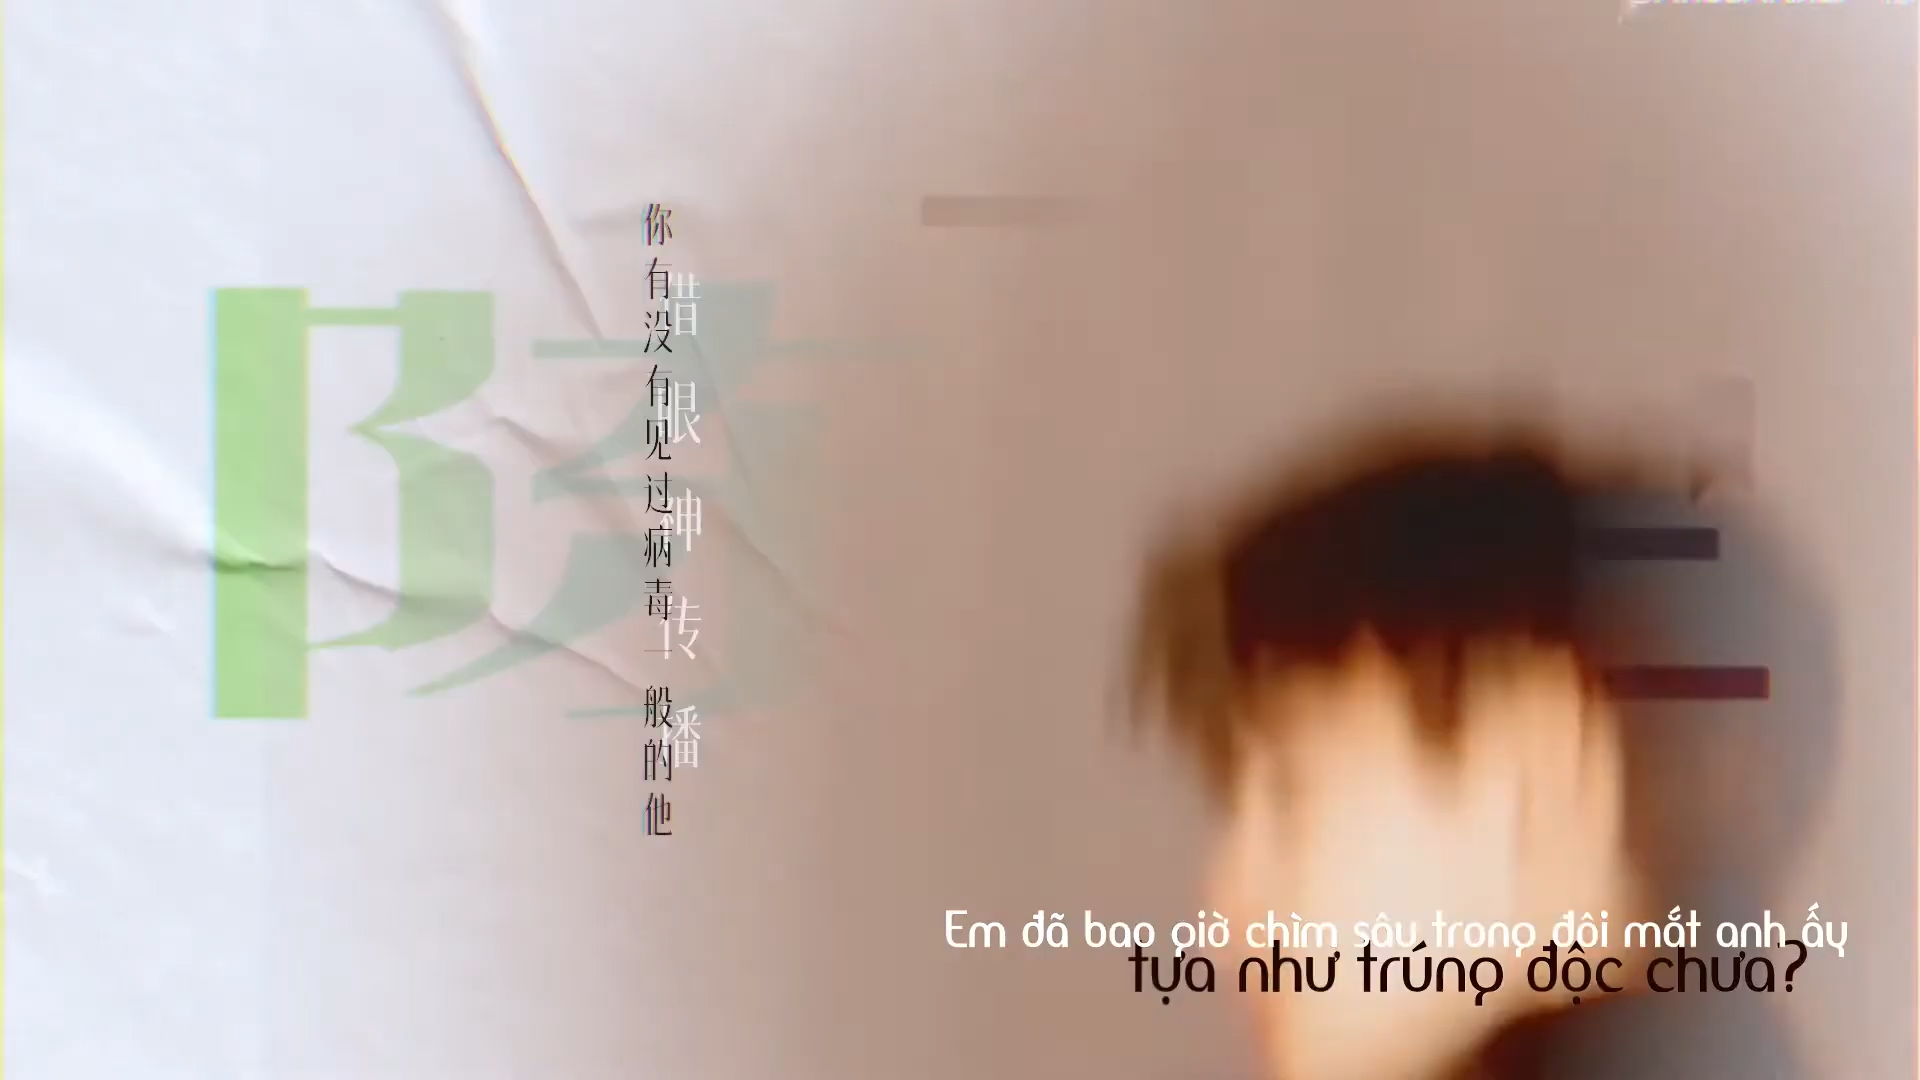 你有没有见过病毒一般的他
借眼神传播
Em đã bao giờ chìm sâu trong đôi mắt anh ấy
tựa như trúng độc chưa?